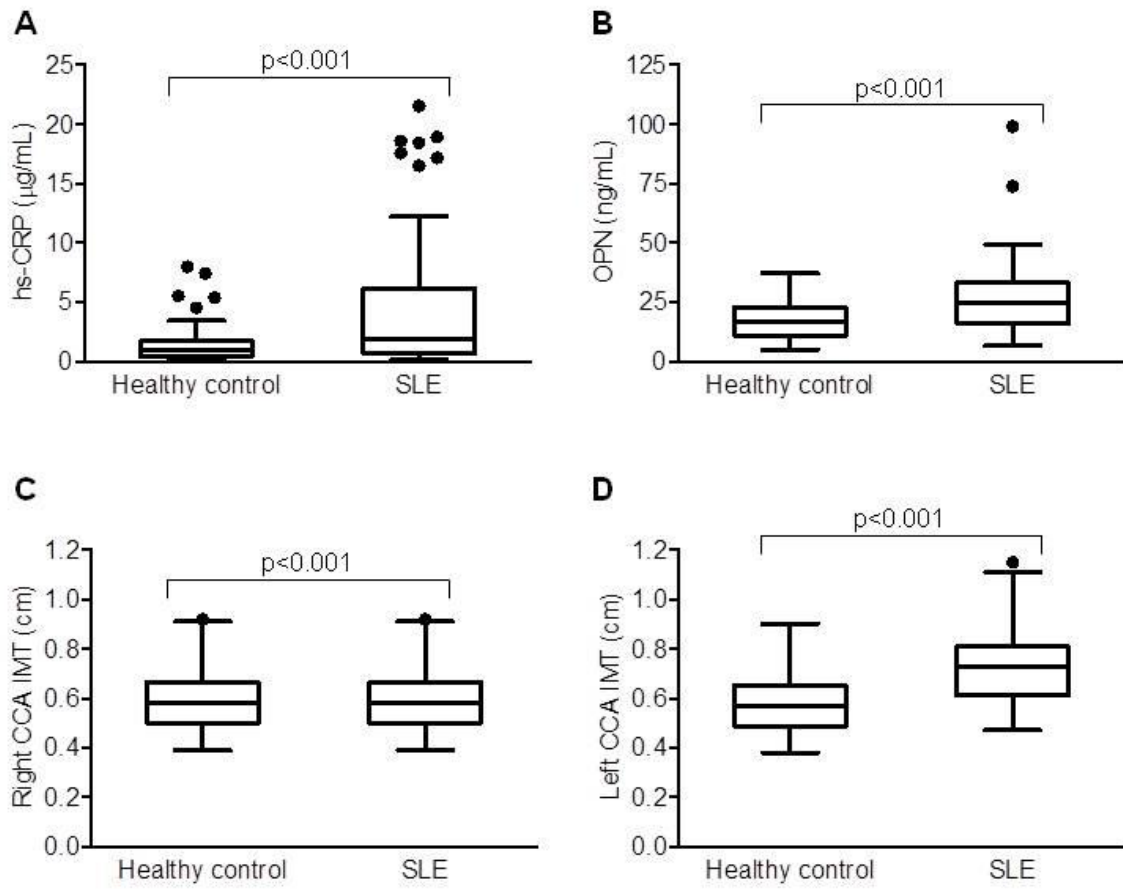 A
p<0.001
25
20
15
10
5
0
hs-CRP (µg/mL)
Healthy control
SLE
B
p<0.001
125
100
75
50
25
0
OPN (ng/mL)
Healthy control
SLE
C
p<0.001
1.2
1.0
0.8
0.6
0.4
0.2
0.0
Right CCA IMT (cm)
Healthy control
SLE
D
p<0.001
1.2
1.0
0.8
0.6
0.4
0.2
0.0
Left CCA IMT (cm)
Healthy control
SLE